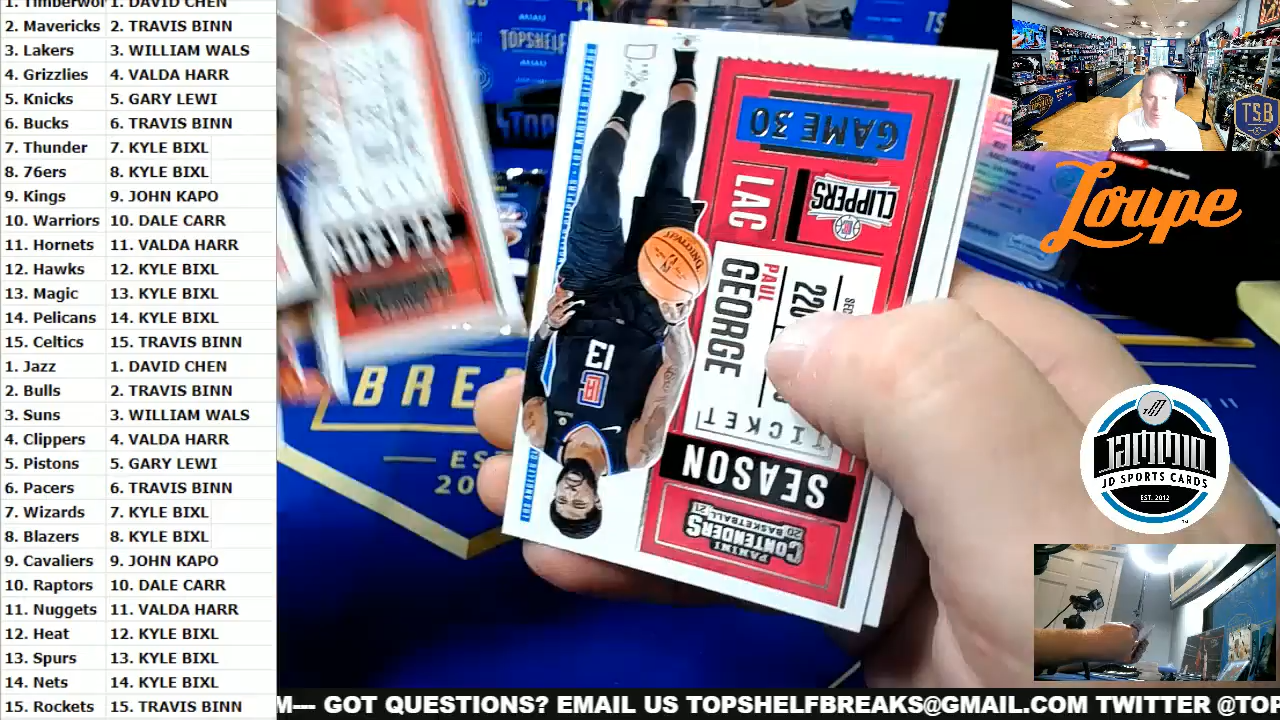 1. Timberwol 1. DAVID CHEN
2. Mavericks 2. TRAVIS BINN
3. Lakers 3. WILLIAM WALS
4. Grizzlies 4. VALDA HARR
5. Knicks 5. GARY LEWI
6. Bucks 6. TRAVIS BINN
7. Thunder 7. KYLE BIXL
8. 76ers 8. KYLE BIXL
9. Kings 9. JOHN KAPO
10. Warriors 10. DALE CARR
11. Hornets 11. VALDA HARR
12. Hawks 12. KYLE BIXL
13. Magic 13. KYLE BIXL
14. Pelicans 14. KYLE BIXL
15. Celtics 15. TRAVIS BINN
1. Jazz 1. DAVID CHEN
2. Bulls 2. TRAVIS BINN
3. Suns 3. WILLIAM WALS
4. Clippers 4. VALDA HARR
5. Pistons 5. GARY LEWI
6. Pacers 6. TRAVIS BINN
7. Wizards 7. KYLE BIXL
8. Blazers 8. KYLE BIXL
9. Cavaliers 9. JOHN KAPO
10. Raptors 10. DALE CARR
11. Nuggets 11. VALDA HARR
12. Heat 12. KYLE BIXL
13. Spurs 13. KYLE BIXL
14. Nets 14. KYLE BIXL
15. Rockets 15. TRAVIS BINN
TOPSHELF
BREA
EST
20
GAME 30
LAC
CLIPPERS
PAUL
GEORGE
TICKET
SEASON
PANINI
CONTENDERS
20 BASKETBALL 21
LOS ANGELES CLIPPERS
13
SPALDING
TSB
Loupe
JAMMIN
JD SPORTS CARDS
EST. 2012
M--- GOT QUESTIONS? EMAIL US TOPSHELFBREAKS@GMAIL.COM TWITTER @TOP